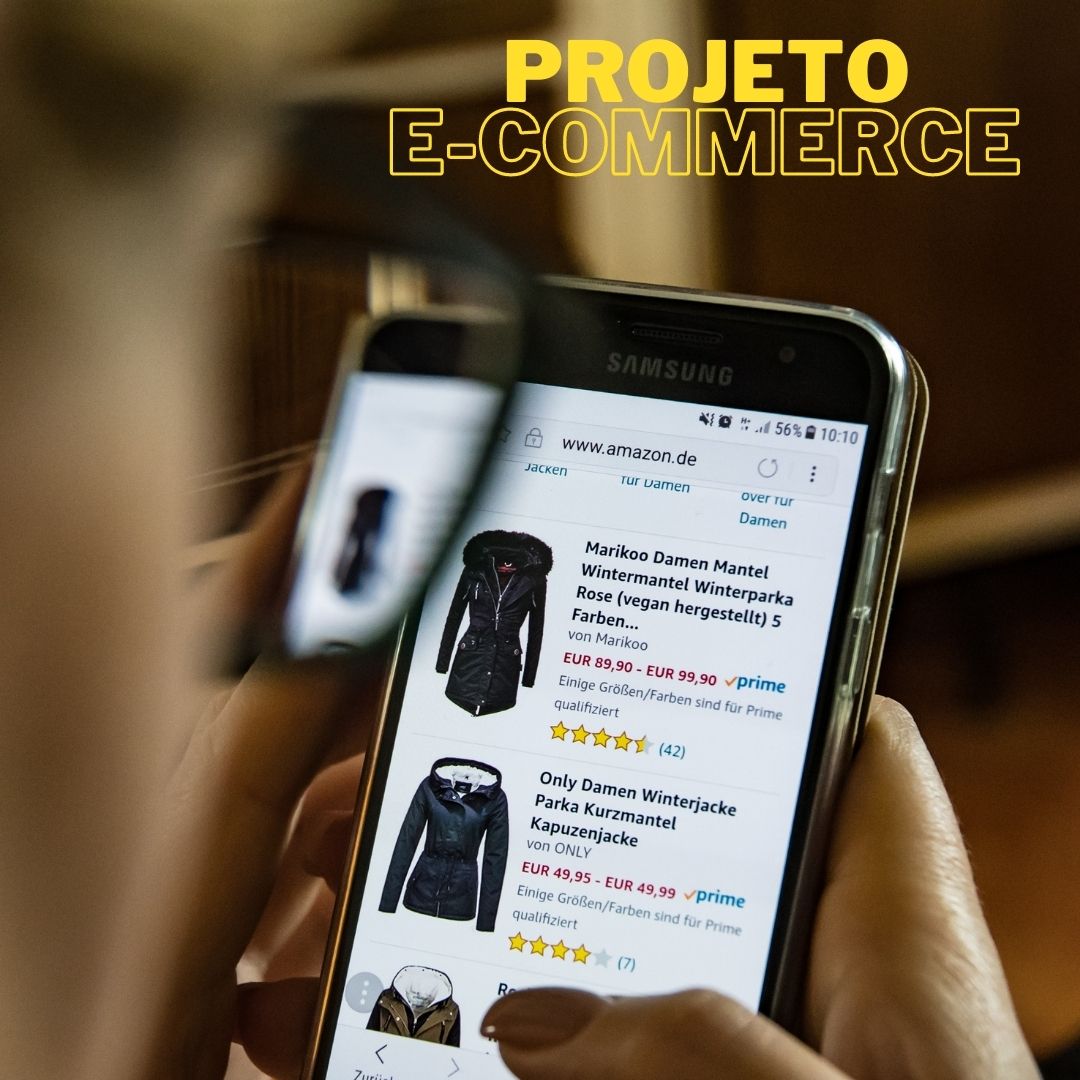 PROJETO
E-COMMERCE
SAMSUNG
H+ 56% 10:10
www.amazon.de
Jacken
für Damen
over für
Damen
Marikoo Damen Mantel
Wintermantel Winterparka
Rose (vegan hergestellt) 5
Farben...
von Marikoo
EUR 89,90 - EUR 99,90 prime
Einige Größen/Farben sind für Prime
qualifiziert
(42)
Only Damen Winterjacke
Parka Kurzmantel
Kapuzenjacke
von ONLY
EUR 49,95 - EUR 49,99 prime
Einige Größen/Farben sind für Prime
qualifiziert
(7)